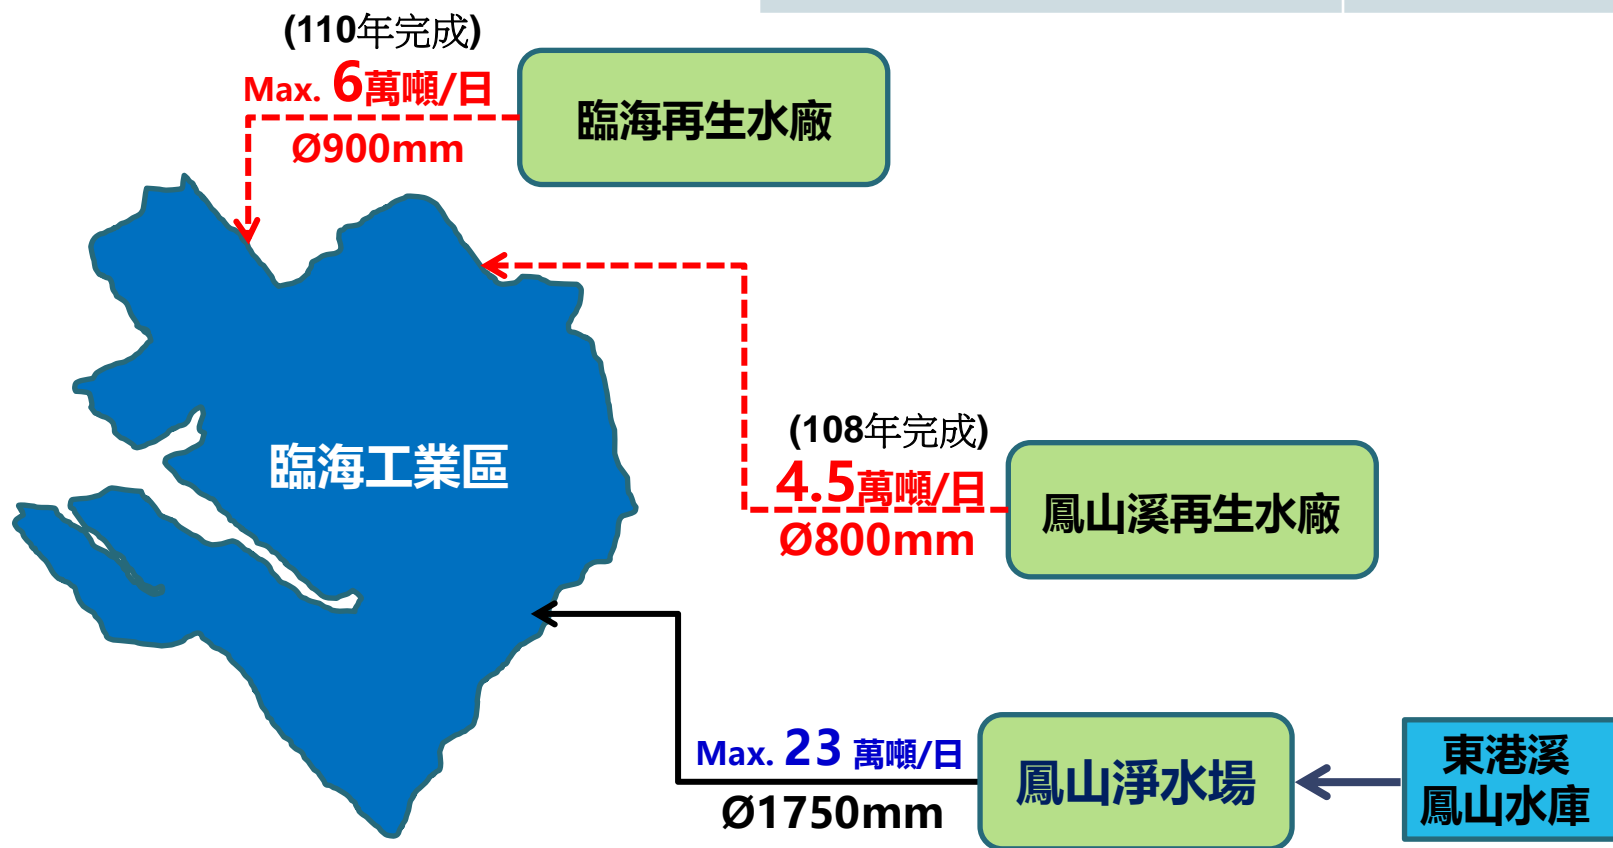 (110年完成)
Max. 6萬噸/日
Ø900mm
臨海再生水廠
臨海工業區
(108年完成)
4.5萬噸/日
Ø800mm
鳳山溪再生水廠
Max. 23 萬噸/日
Ø1750mm
鳳山淨水場
東港溪
鳳山水庫